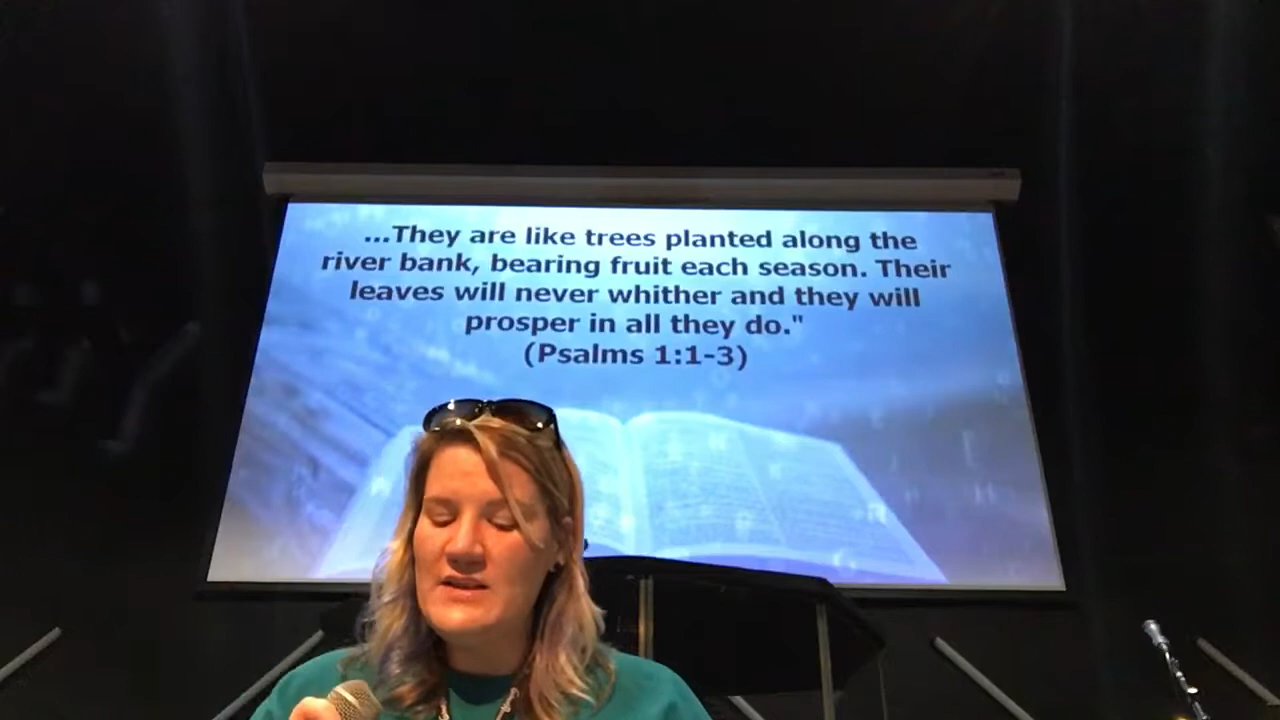 ...They are like trees planted along the
river bank, bearing fruit each season. Their
leaves will never whither and they will
prosper in all they do."
(Psalms 1:1-3)